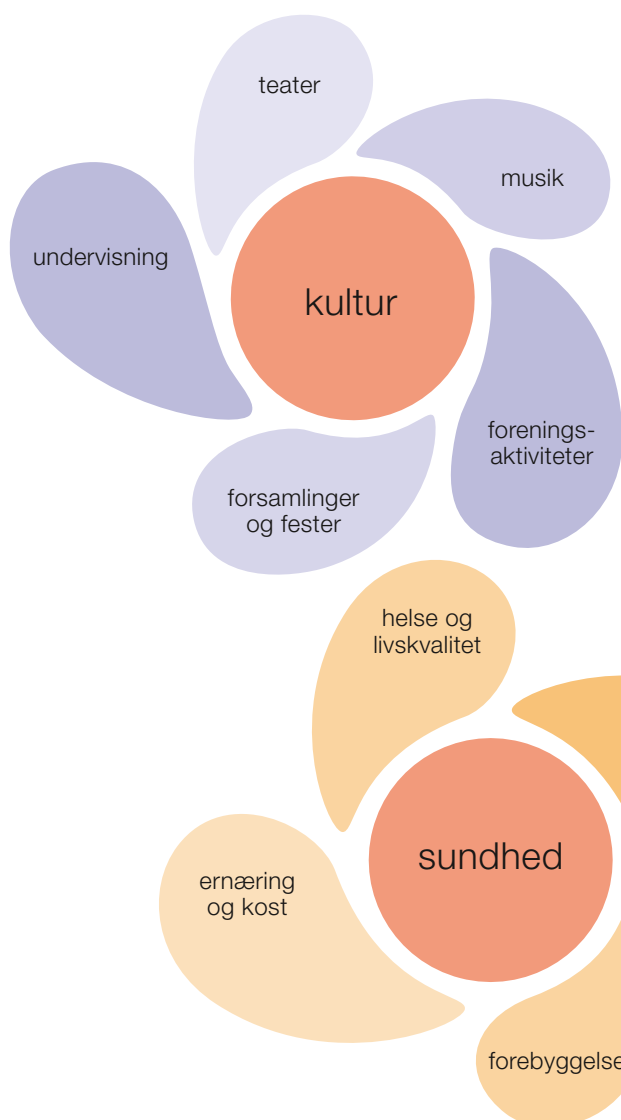 teater
musik
undervisning
kultur
forenings-
aktiviteter
forsamlinger
og fester
helse og
livskvalitet
sundhed
ernæring
og kost
forebyggelse